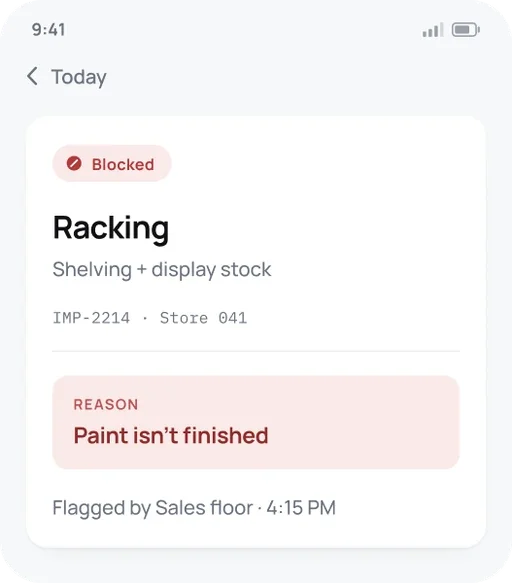 9:41
Today
Blocked
Racking
Shelving + display stock
IMP-2214 · Store 041
REASON
Paint isn’t finished
Flagged by Sales floor · 4:15 PM